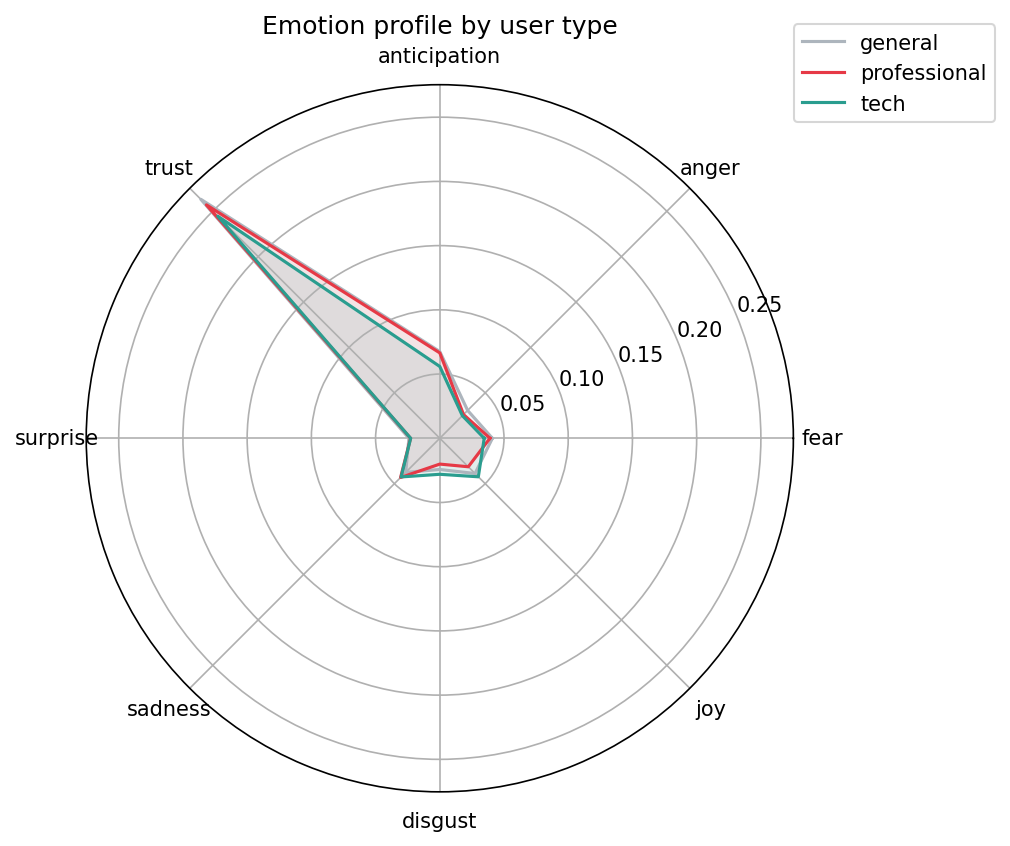 Emotion profile by user type
general
professional
tech
anticipation
trust
anger
0.25
0.20
0.15
0.10
0.05
surprise
fear
sadness
joy
disgust